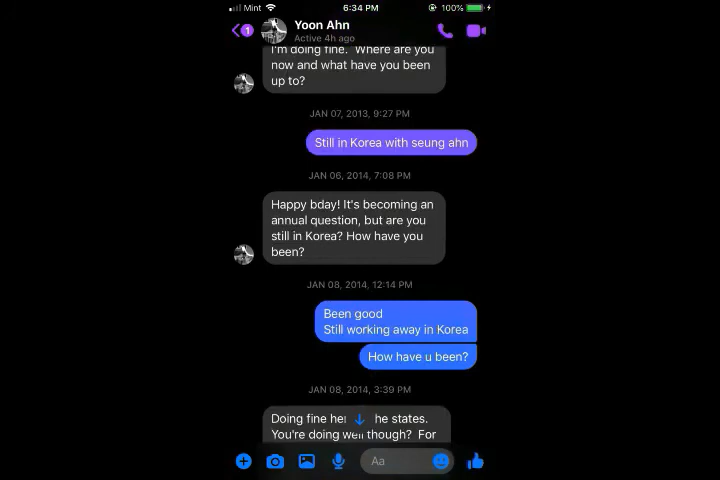 Mint
6:34 PM
100%
1
Yoon Ahn
Active 4h ago
I'm doing fine. Where are you
now and what have you been
up to?
JAN 07, 2013, 9:27 PM
Still in Korea with seung ahn
JAN 06, 2014, 7:08 PM
Happy bday! It's becoming an
annual question, but are you
still in Korea? How have you
been?
JAN 08, 2014, 12:14 PM
Been good
Still working away in Korea
How have u been?
JAN 08, 2014, 3:39 PM
Doing fine he he states.
You're doing well though? For
Aa